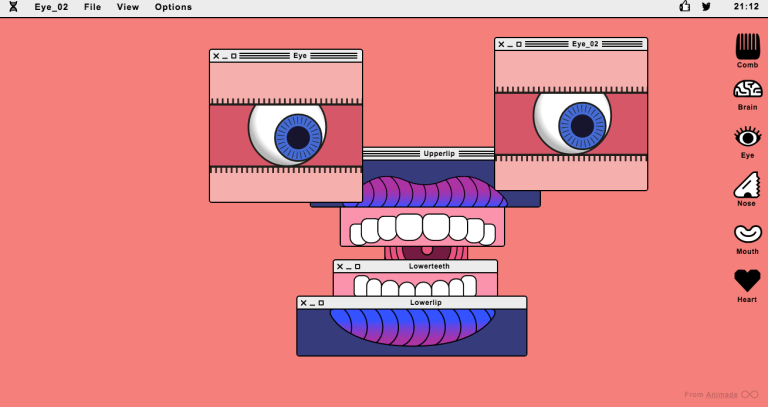 Eye_02 File View Options 21:12
Eye
Eye_02
Upperlip
Lowerteeth
Lowerlip
Comb
Brain
Eye
Nose
Mouth
Heart
From Animade